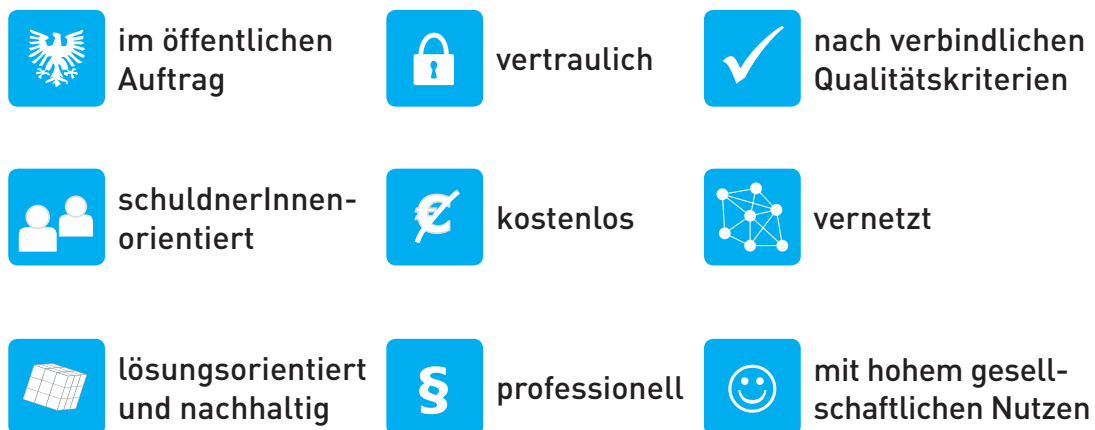 im öffentlichen
Auftrag
vertraulich
nach verbindlichen
Qualitätskriterien
schuldnerInnen-
orientiert
€
kostenlos
vernetzt
lösungsorientiert
und nachhaltig
§
professionell
mit hohem gesell-
schaftlichen Nutzen